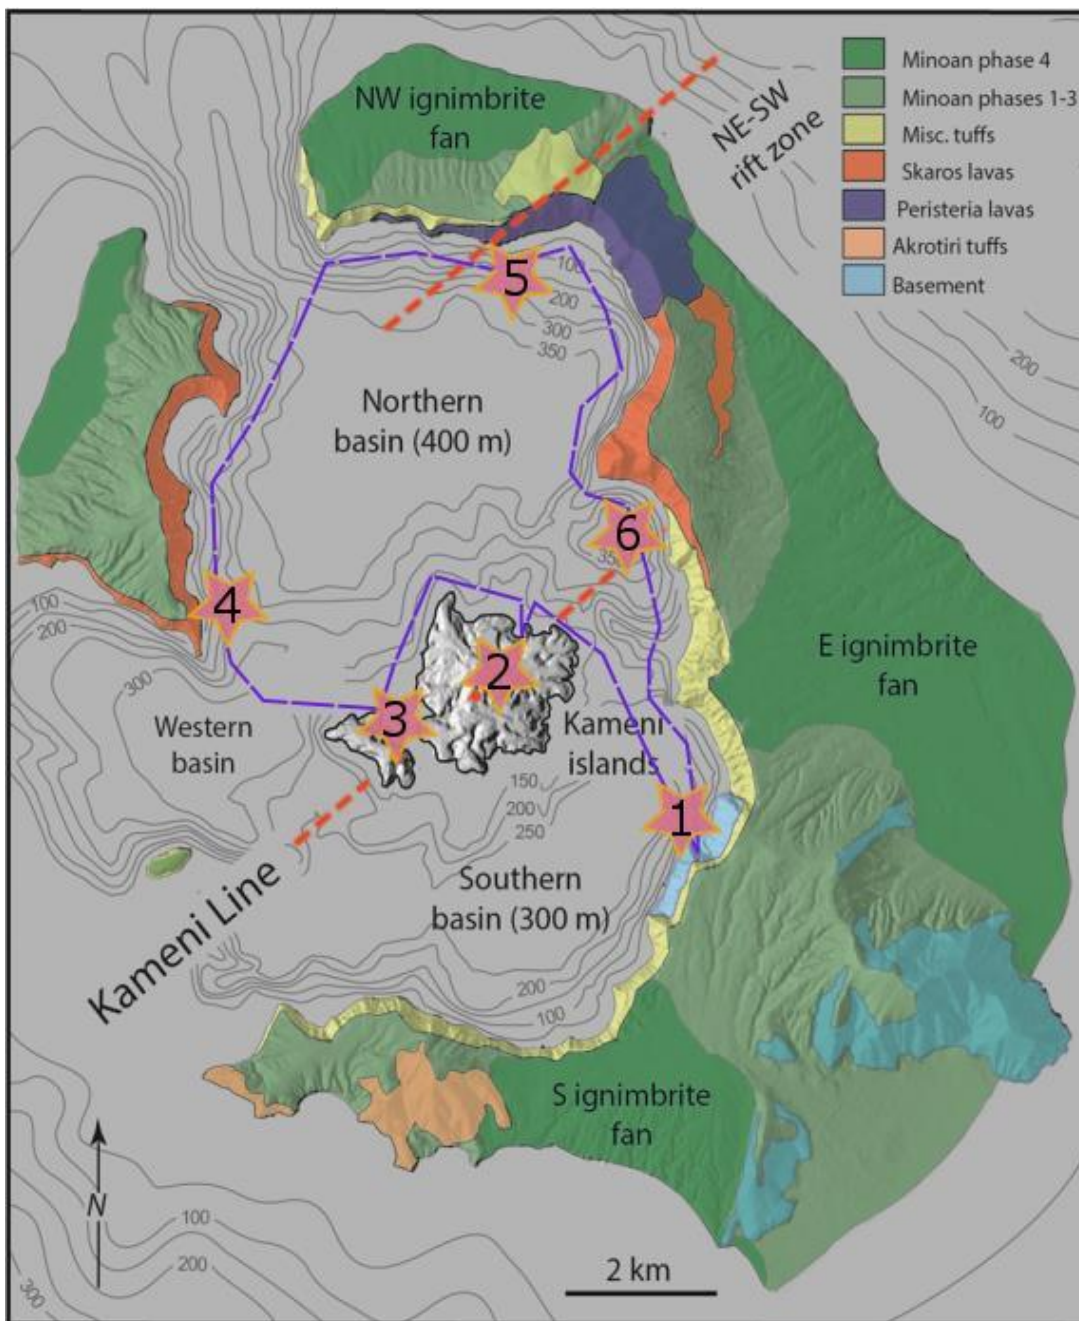 NW ignimbrite
fan
NE-SW
rift zone
Minoan phase 4
Minoan phases 1-3
Misc. tuffs
Skaros lavas
Peristeria lavas
Akrotiri tuffs
Basement
5
100
200
300
350
200
100
Northern
basin (400 m)
6
350
4
100
200
300
2
E ignimbrite
fan
Western
basin
3
Kameni
islands
150
200
250
1
Kameni Line
Southern
basin (300 m)
200
100
S ignimbrite
fan
N
100
200
300
2 km